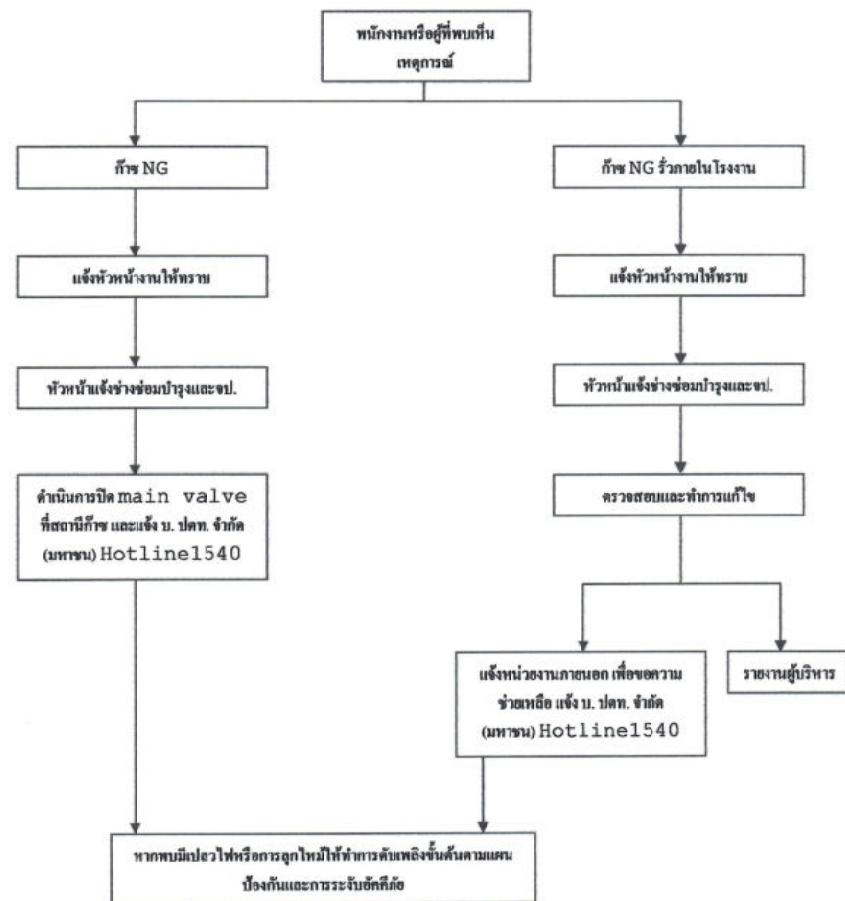 พนักงานหรือผู้ที่พบเห็น
เหตุการณ์
ก๊าซ NG
ก๊าซ NG รั่วภายในโรงงาน
แจ้งหัวหน้างานให้ทราบ
แจ้งหัวหน้างานให้ทราบ
หัวหน้าแจ้งช่างซ่อมบำรุงและจป.
หัวหน้าแจ้งช่างซ่อมบำรุงและจป.
ดำเนินการปิด main valve
ที่สถานีก๊าซ และแจ้ง บ. ปตท. จำกัด
(มหาชน) Hotline1540
ตรวจสอบและทำการแก้ไข
แจ้งหน่วยงานภายนอก เพื่อขอความ
ช่วยเหลือ แจ้ง บ. ปตท. จำกัด
(มหาชน) Hotline1540
รายงานผู้บริหาร
หากพบมีเปลวไฟหรือการลุกไหม้ให้ทำการดับเพลิงขั้นต้นตามแผน
ป้องกันและการระงับอัคคีภัย